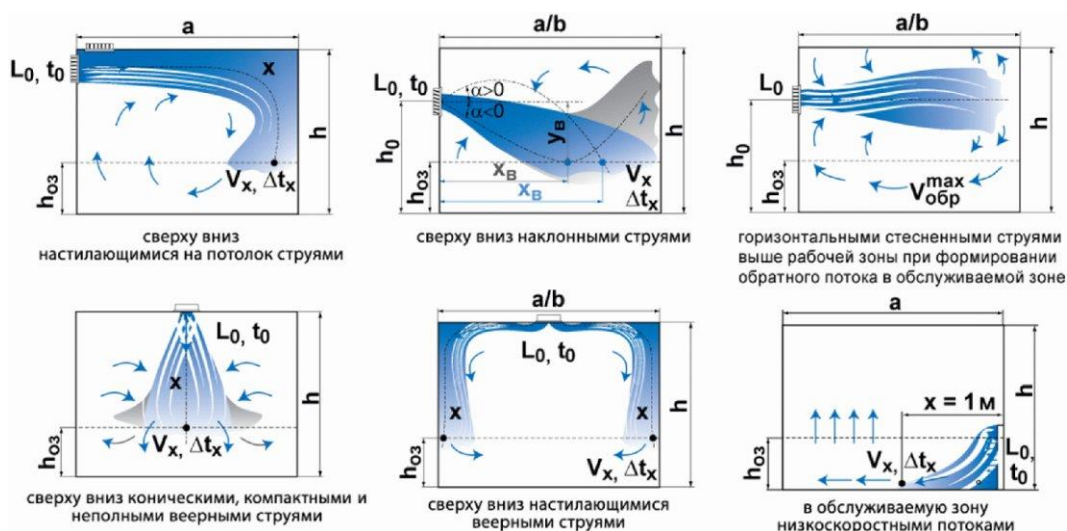 a
L₀, t₀
x
h
hоз
Vₓ, Δtₓ
сверху вниз
настилающимися на потолок струями
a/b
L₀, t₀
α>0
α<0
yв
h₀
h
hоз
xв
xв
Vₓ
Δtₓ
сверху вниз наклонными струями
a/b
L₀
h₀
h
hоз
Vобр max
горизонтальными стесненными струями
выше рабочей зоны при формировании
обратного потока в обслуживаемой зоне
L₀, t₀
x
h
hоз
Vₓ, Δtₓ
сверху вниз коническими, компактными и
неполными веерными струями
a/b
L₀, t₀
x
x
h
hоз
Vₓ, Δtₓ
сверху вниз настилающимися
веерными струями
a
x = 1 м
h
hоз
Vₓ, Δtₓ
L₀,
t₀
в обслуживаемую зону
низкоскоростными потоками